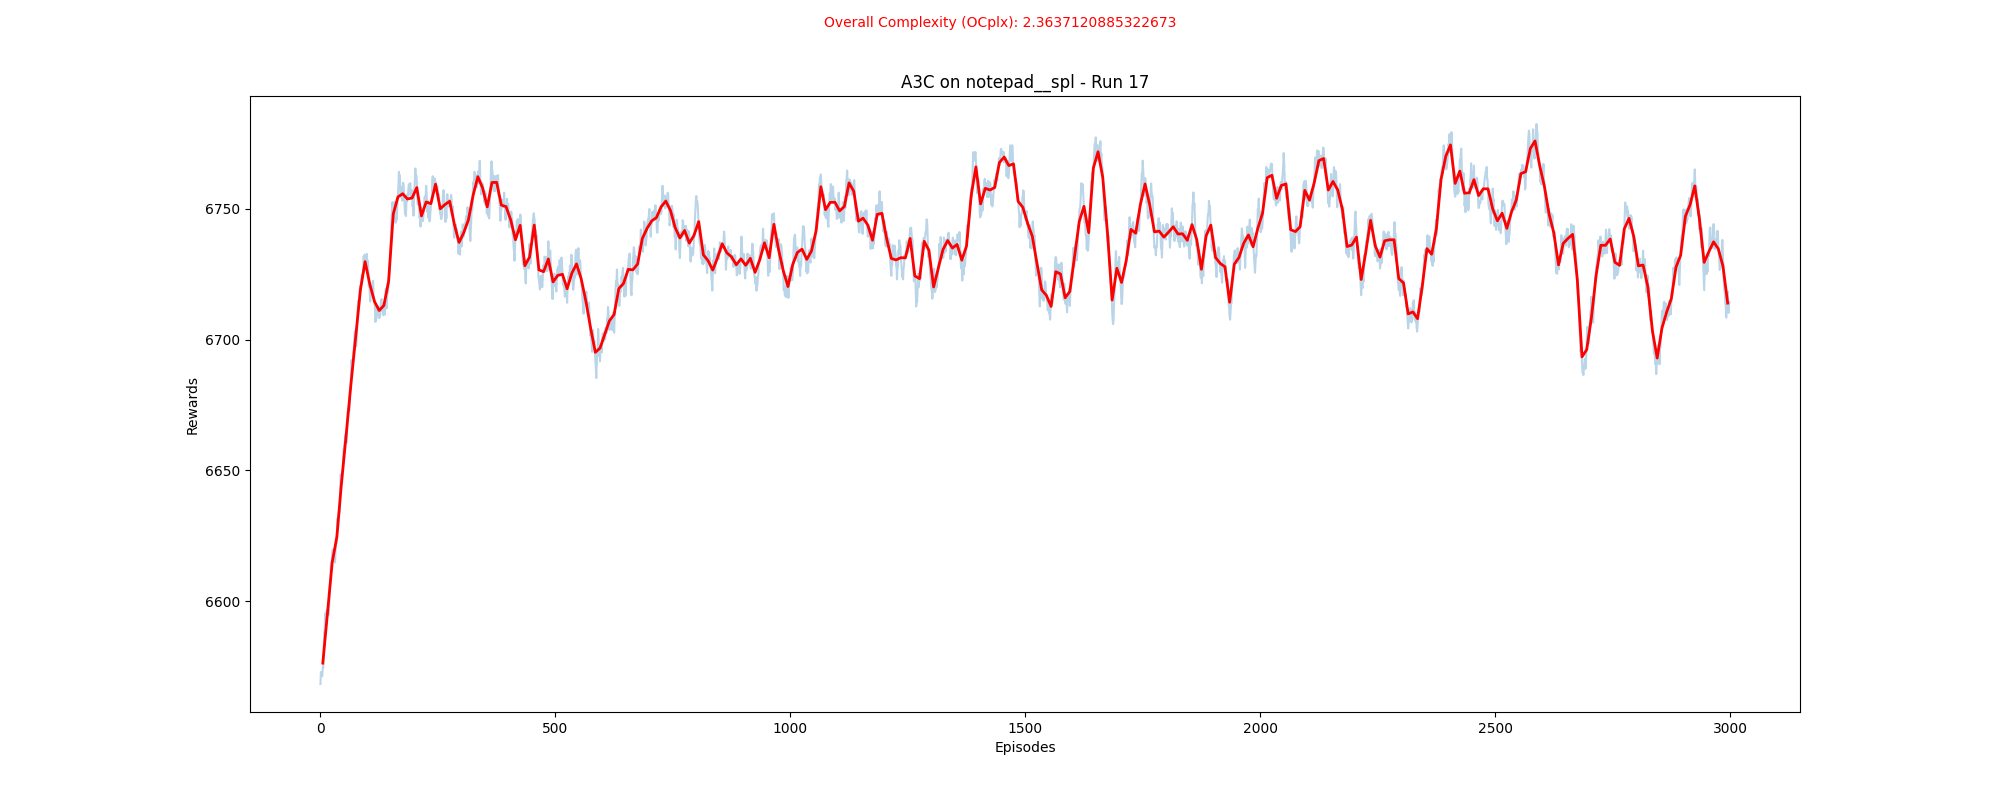 Overall Complexity (OCplx): 2.3637120885322673
A3C on notepad__spl - Run 17
Rewards
6750
6700
6650
6600
0 500 1000 1500 2000 2500 3000
Episodes